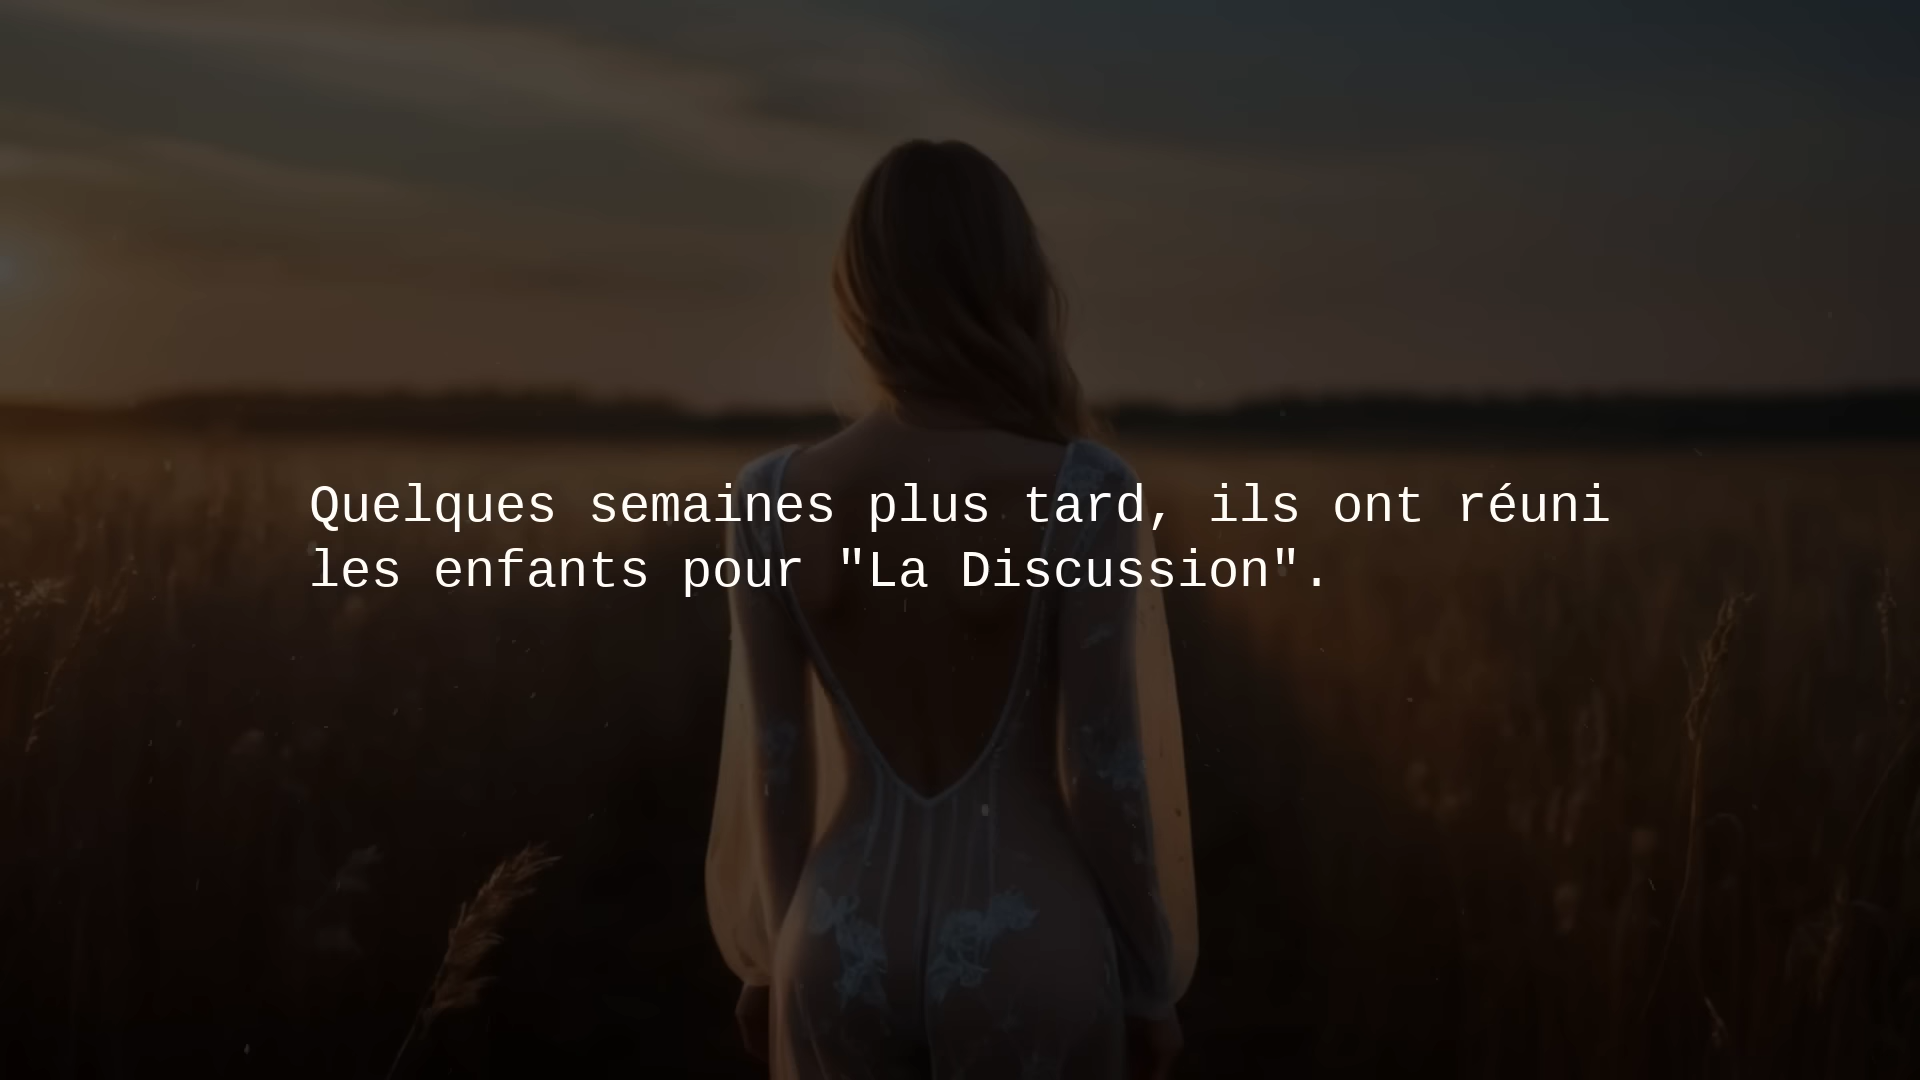 Quelques semaines plus tard, ils ont réuni
les enfants pour "La Discussion".